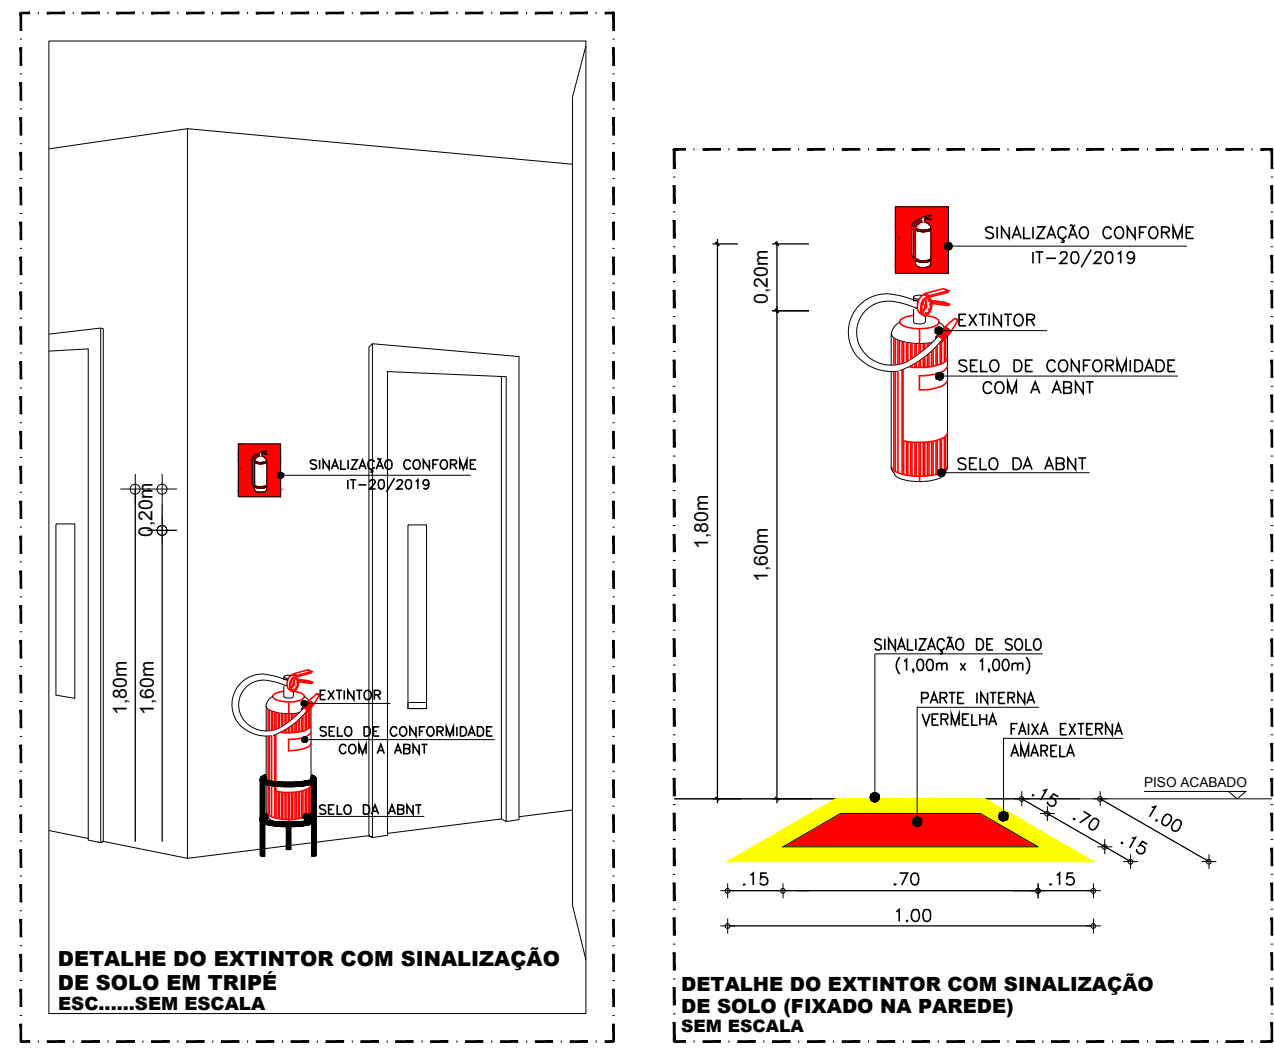 SINALIZAÇÃO CONFORME
IT-20/2019
0,20m
1,80m
1,60m
EXTINTOR
SELO DE CONFORMIDADE
COM A ABNT
SELO DA ABNT
DETALHE DO EXTINTOR COM SINALIZAÇÃO
DE SOLO EM TRIPÉ
ESC......SEM ESCALA
SINALIZAÇÃO CONFORME
IT-20/2019
0,20m
EXTINTOR
SELO DE CONFORMIDADE
COM A ABNT
SELO DA ABNT
1,80m
1,60m
SINALIZAÇÃO DE SOLO
(1,00m x 1,00m)
PARTE INTERNA
VERMELHA
FAIXA EXTERNA
AMARELA
PISO ACABADO
.15
.70
.15
1.00
.15
.70
.15
1.00
DETALHE DO EXTINTOR COM SINALIZAÇÃO
DE SOLO (FIXADO NA PAREDE)
SEM ESCALA